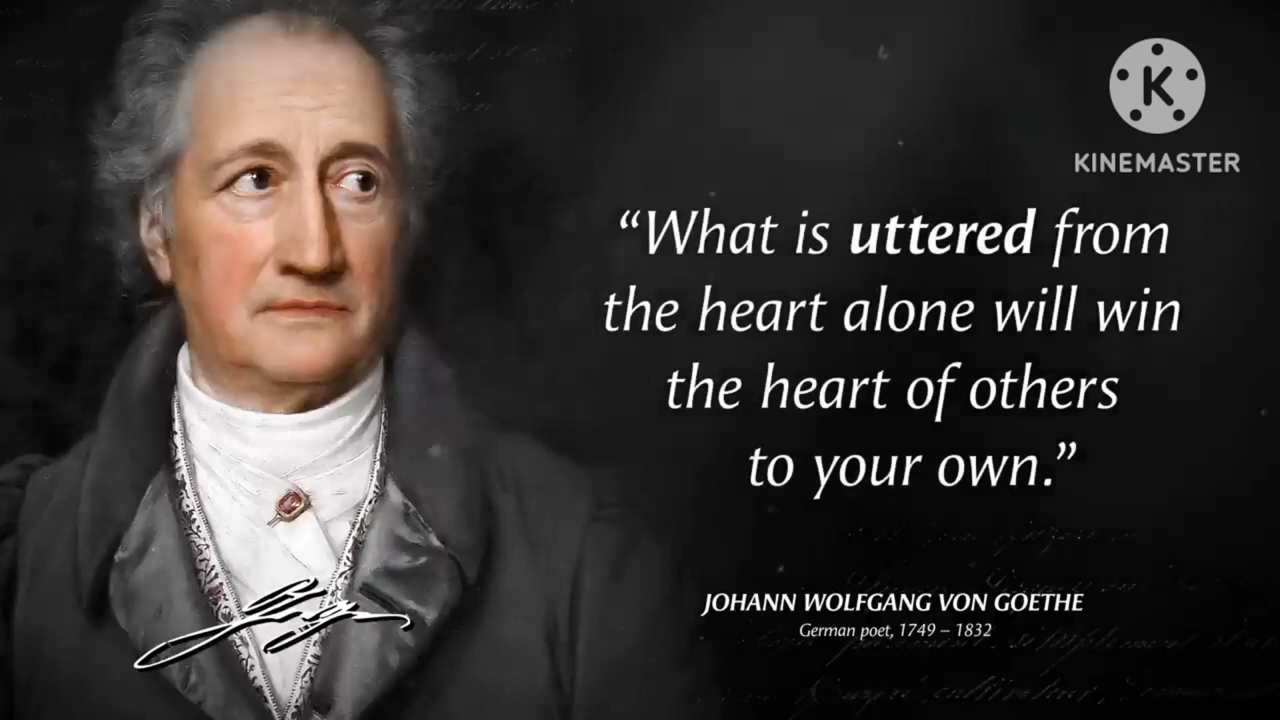 KINEMASTER
“What is uttered from
the heart alone will win
the heart of others
to your own.”
JOHANN WOLFGANG VON GOETHE
German poet, 1749 – 1832